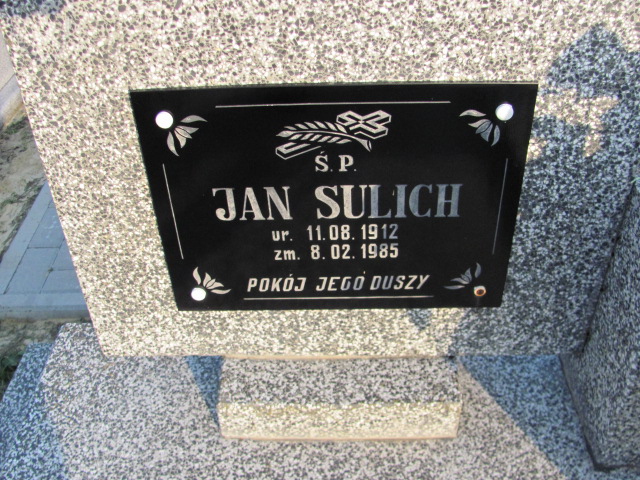 Ś. P.
JAN SULICH
ur. 11.08.1912
zm. 8.02.1985
POKÓJ JEGO DUSZY